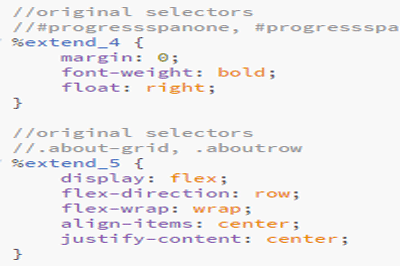 //original selectors
//#progressspanone, #progressspa
%extend_4 {
margin: 0;
font-weight: bold;
float: right;
}
//original selectors
//.about-grid, .aboutrow
%extend_5 {
display: flex;
flex-direction: row;
flex-wrap: wrap;
align-items: center;
justify-content: center;
}